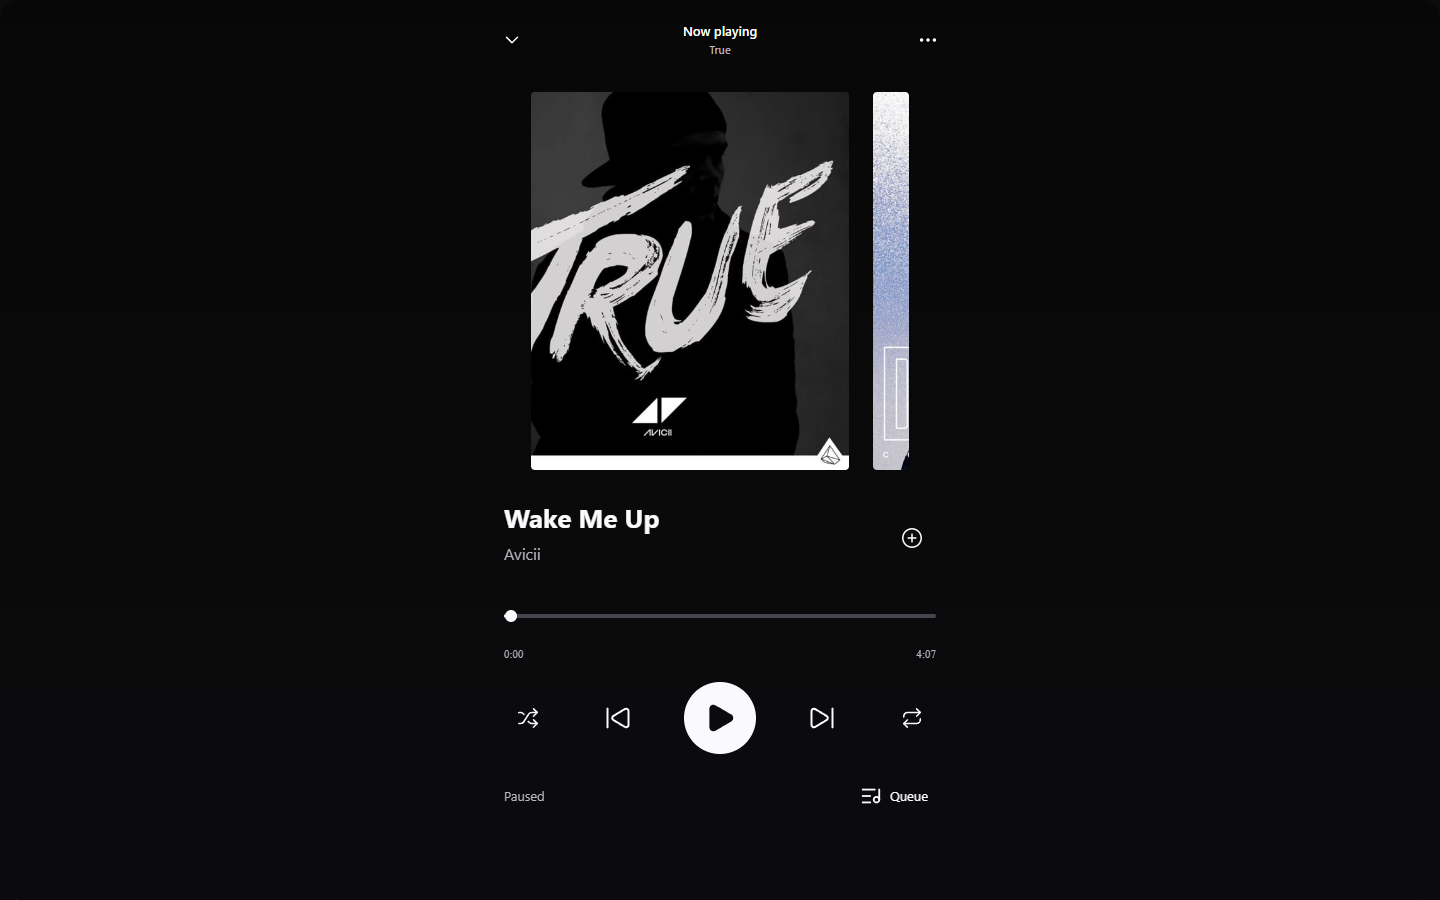 Now playing
True
TRUE
AVICII
Wake Me Up
Avicii
0:00
4:07
Paused
Queue